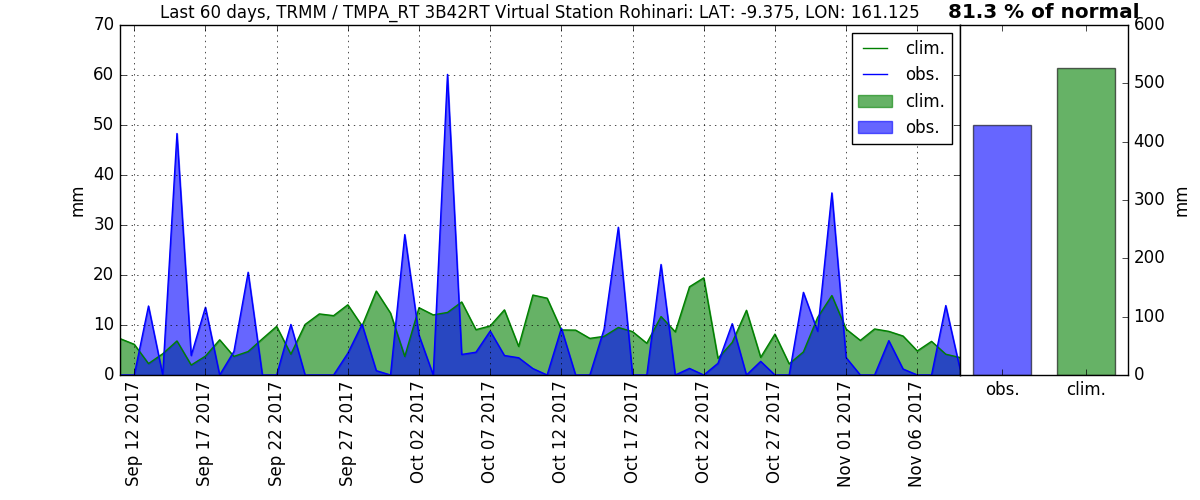 Last 60 days, TRMM / TMPA_RT 3B42RT Virtual Station Rohinari: LAT: -9.375, LON: 161.125
81.3 % of normal
70
60
50
40
30
20
10
0
mm
clim.
obs.
clim.
obs.
600
500
400
300
200
100
0
mm
Sep 12 2017
Sep 17 2017
Sep 22 2017
Sep 27 2017
Oct 02 2017
Oct 07 2017
Oct 12 2017
Oct 17 2017
Oct 22 2017
Oct 27 2017
Nov 01 2017
Nov 06 2017
obs.
clim.